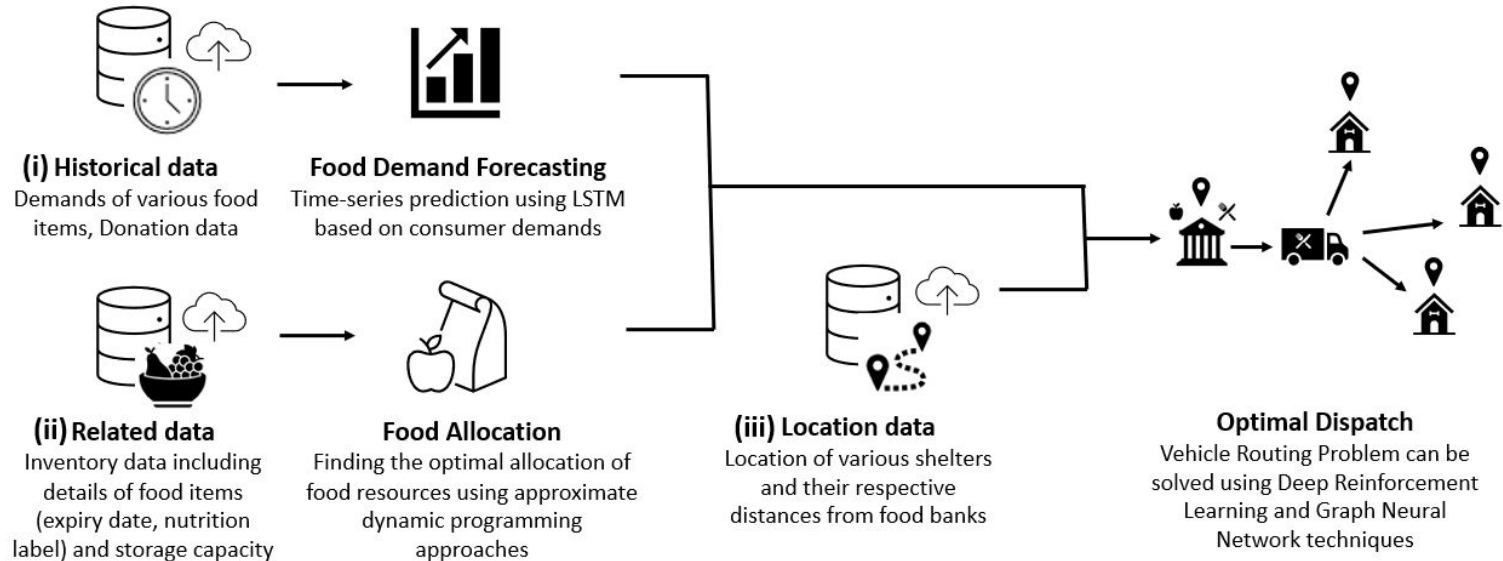 (i) Historical data
Demands of various food
items, Donation data
Food Demand Forecasting
Time-series prediction using LSTM
based on consumer demands
(ii) Related data
Inventory data including
details of food items
(expiry date, nutrition
label) and storage capacity
Food Allocation
Finding the optimal allocation of
food resources using approximate
dynamic programming
approaches
(iii) Location data
Location of various shelters
and their respective
distances from food banks
Optimal Dispatch
Vehicle Routing Problem can be
solved using Deep Reinforcement
Learning and Graph Neural
Network techniques